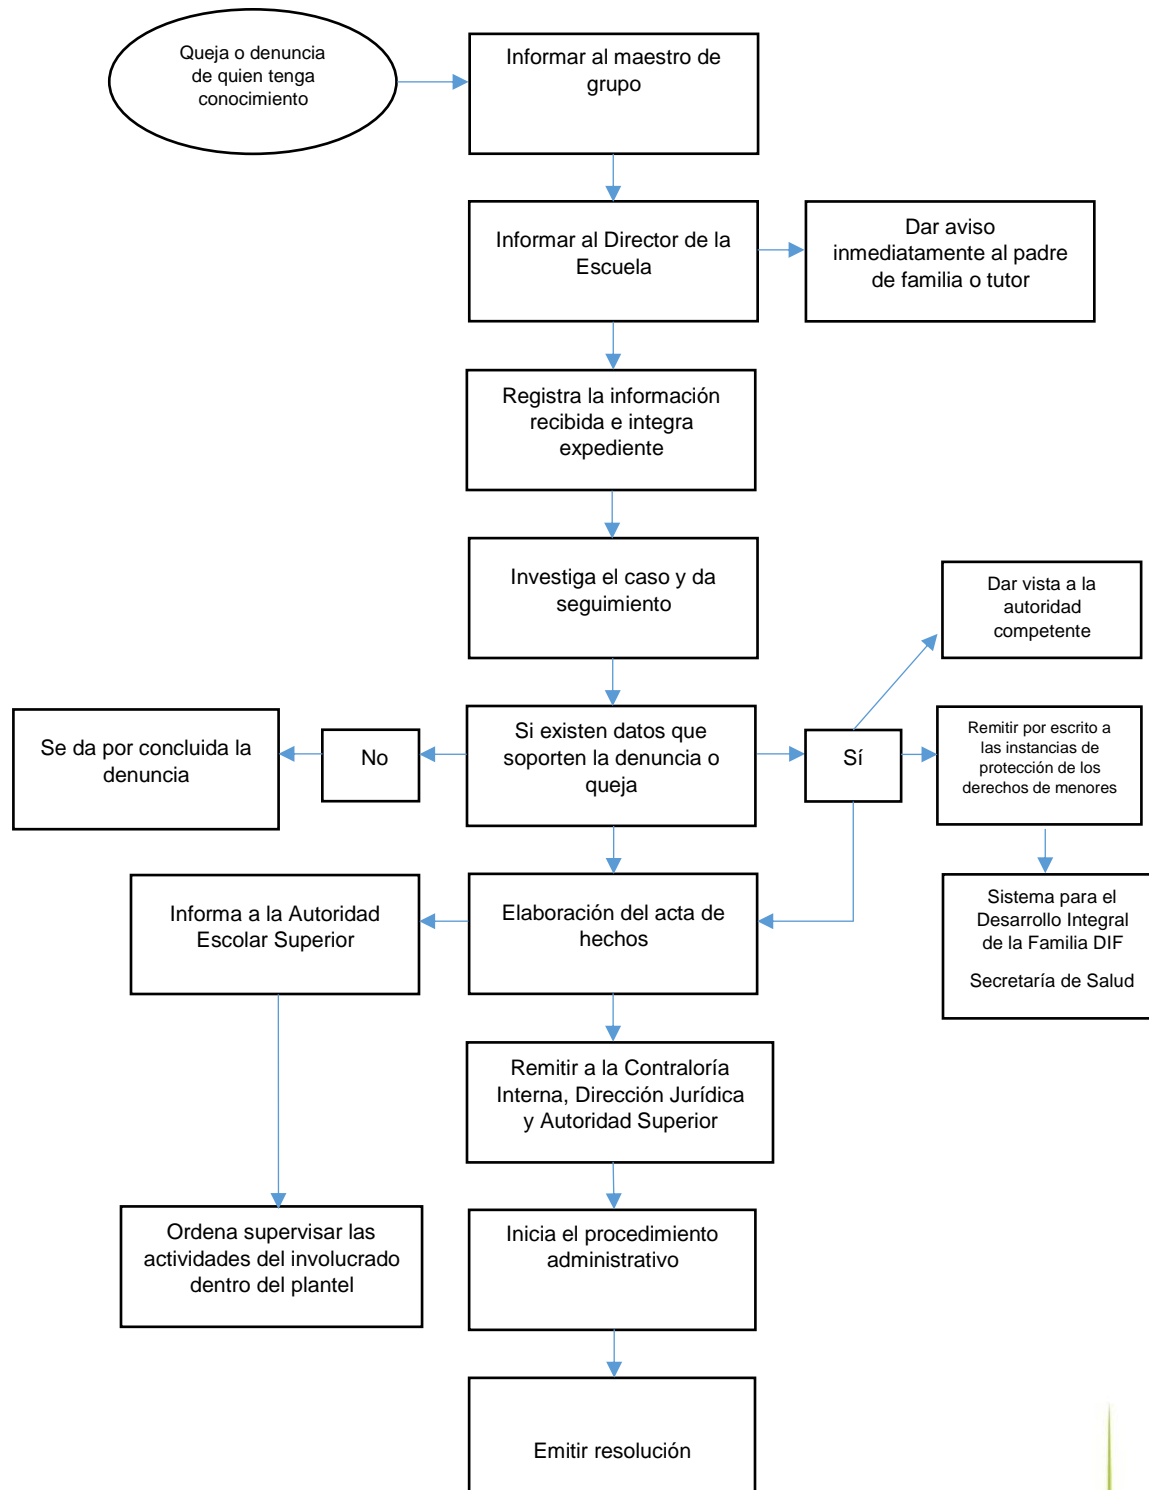 Queja o denuncia
de quien tenga
conocimiento
Informar al maestro de
grupo
Informar al Director de la
Escuela
Dar aviso
inmediatamente al padre
de familia o tutor
Registra la información
recibida e integra
expediente
Investiga el caso y da
seguimiento
Dar vista a la
autoridad
competente
Se da por concluida la
denuncia
No
Si existen datos que
soporten la denuncia o
queja
Sí
Remitir por escrito a
las instancias de
protección de los
derechos de menores
Informa a la Autoridad
Escolar Superior
Elaboración del acta de
hechos
Sistema para el
Desarrollo Integral
de la Familia DIF
Secretaría de Salud
Remitir a la Contraloría
Interna, Dirección Jurídica
y Autoridad Superior
Ordena supervisar las
actividades del involucrado
dentro del plantel
Inicia el procedimiento
administrativo
Emitir resolución